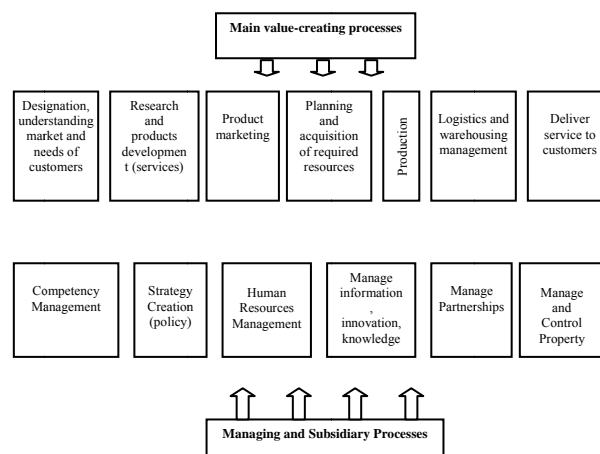 Main value-creating processes
Designation,
understanding
market and
needs of
customers
Research
and
products
developmen
t (services)
Product
marketing
Planning
and
acquisition
of required
resources
Production
Logistics and
warehousing
management
Deliver
service to
customers
Competency
Management
Strategy
Creation
(policy)
Human
Resources
Management
Manage
information
,
innovation,
knowledge
Manage
Partnerships
Manage
and
Control
Property
Managing and Subsidiary Processes